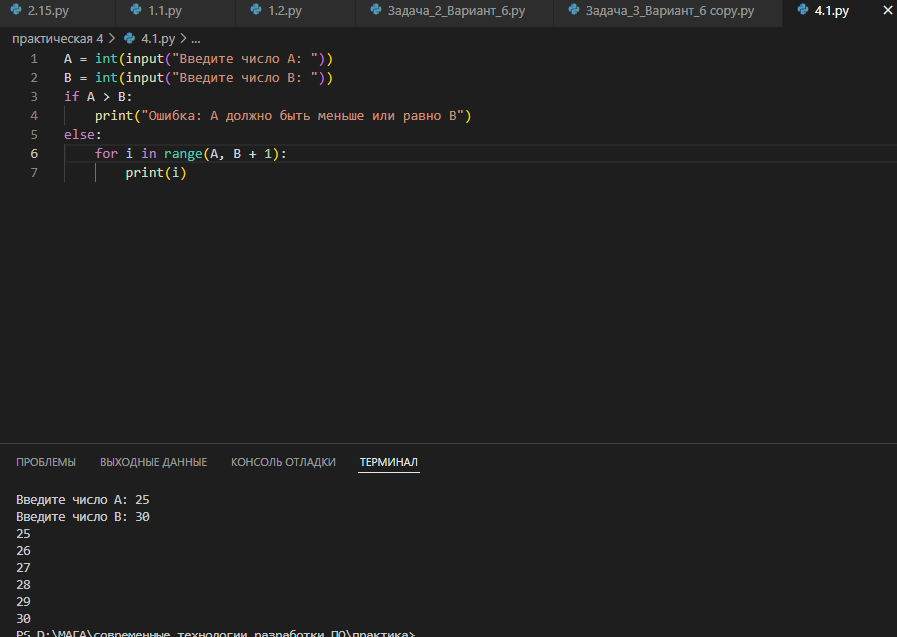 2.15.py 1.1.py 1.2.py Задача_2_Вариант_6.py Задача_3_Вариант_6 copy.py 4.1.py ×
практическая 4 > 4.1.py > ...
1 A = int(input("Введите число A: "))
2 B = int(input("Введите число B: "))
3 if A > B:
4 print("Ошибка: A должно быть меньше или равно B")
5 else:
6 for i in range(A, B + 1):
7 print(i)
ПРОБЛЕМЫ ВЫХОДНЫЕ ДАННЫЕ КОНСОЛЬ ОТЛАДКИ ТЕРМИНАЛ
Введите число A: 25
Введите число B: 30
25
26
27
28
29
30
PS D:\МАГА\современные технологии разработки ПО\практика>